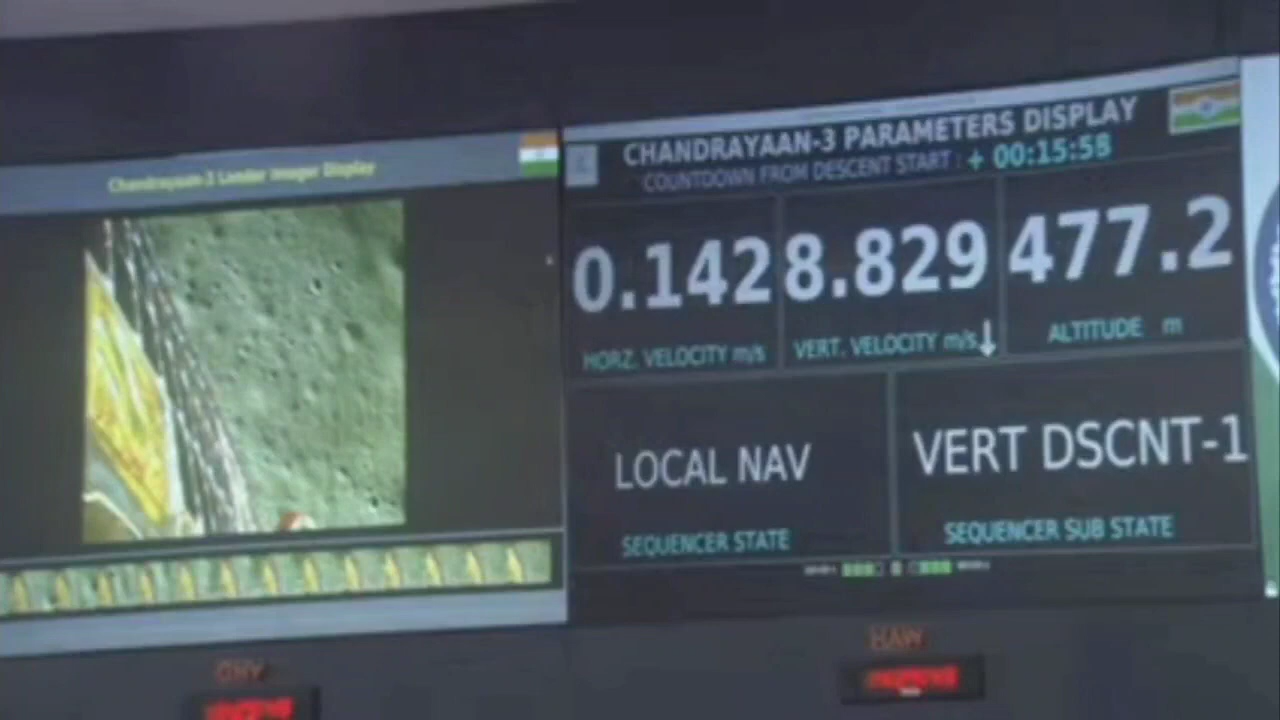 Chandrayaan-3 Lander Imager Display
CHANDRAYAAN-3 PARAMETERS DISPLAY
COUNTDOWN FROM DESCENT START : + 00:15:58
0.142
HORZ. VELOCITY m/s
8.829
VERT. VELOCITY m/s↓
477.2
ALTITUDE m
LOCAL NAV
SEQUENCER STATE
VERT DSCNT-1
SEQUENCER SUB STATE
HAW